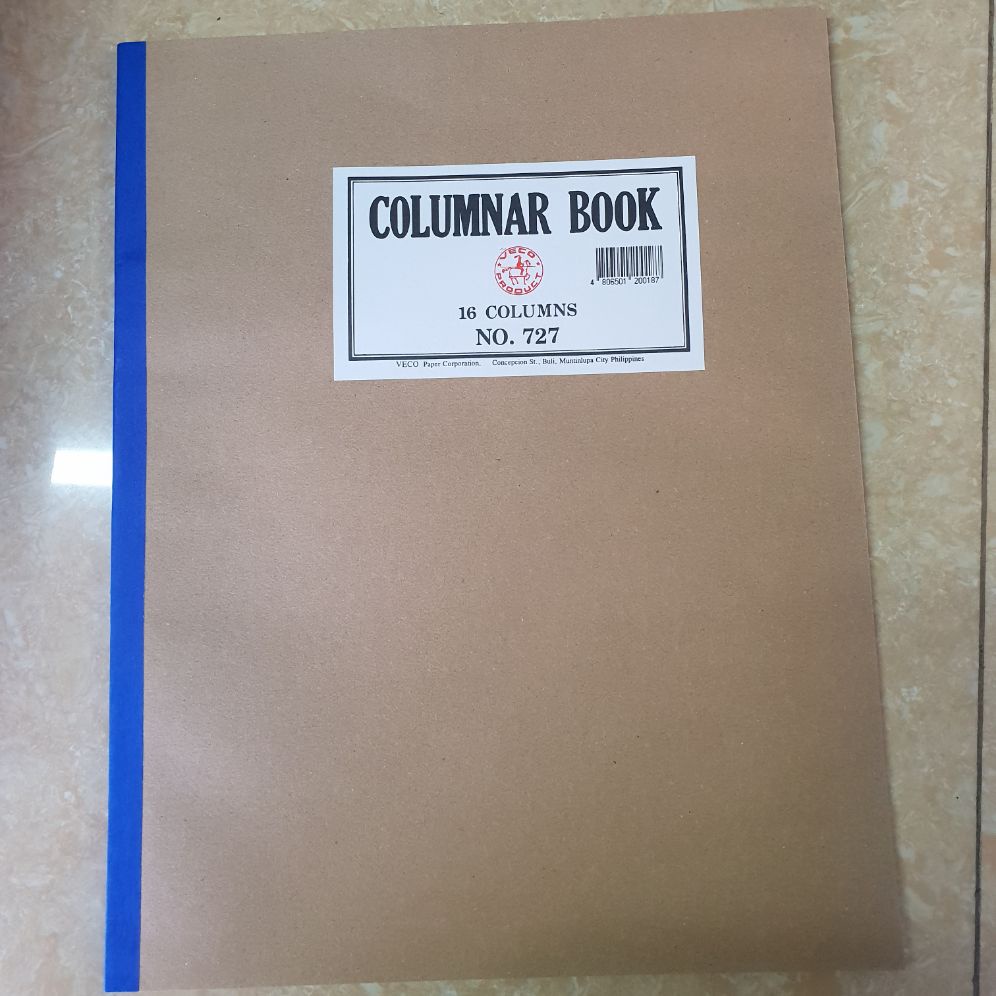 COLUMNAR BOOK
VECO
PRODUCT
4 806501 200187
16 COLUMNS
NO. 727
VECO Paper Corporation, Concepcion St., Buli, Muntinlupa City Philippines